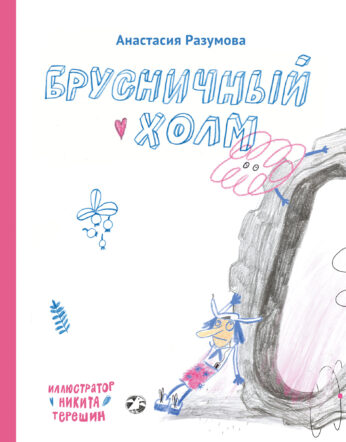 Анастасия Разумова
БРУСНИЧНЫЙ
ХОЛМ
ИЛЛЮСТРАТОР
НИКИТА
ТЕРЕШИН